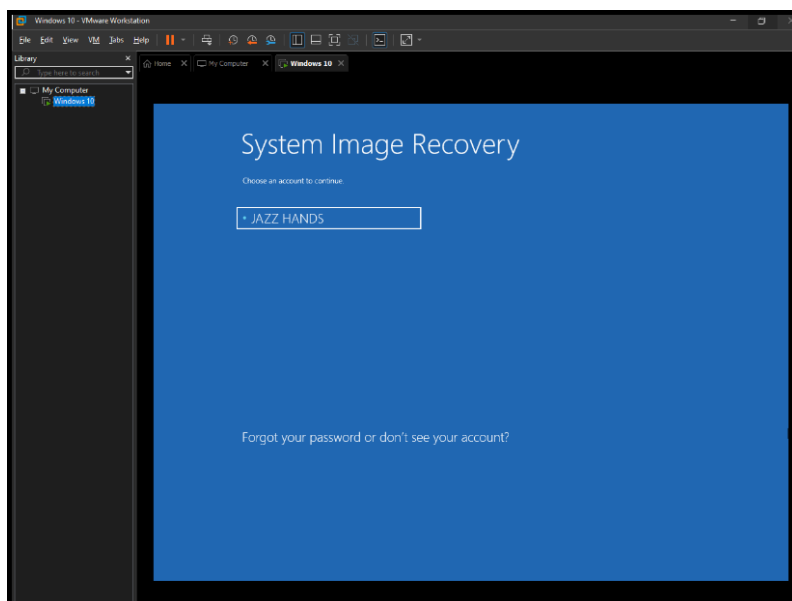 Windows 10 - VMware Workstation
File Edit View VM Tabs Help
Library
Type here to search
My Computer
Windows 10
Home
My Computer
Windows 10
System Image Recovery
Choose an account to continue.
JAZZ HANDS
Forgot your password or don't see your account?